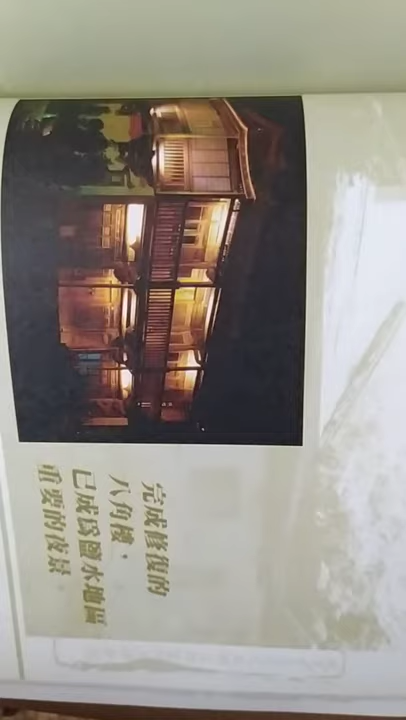 完成修復的
八角樓，
已成為鹽水地區
重要的夜景。